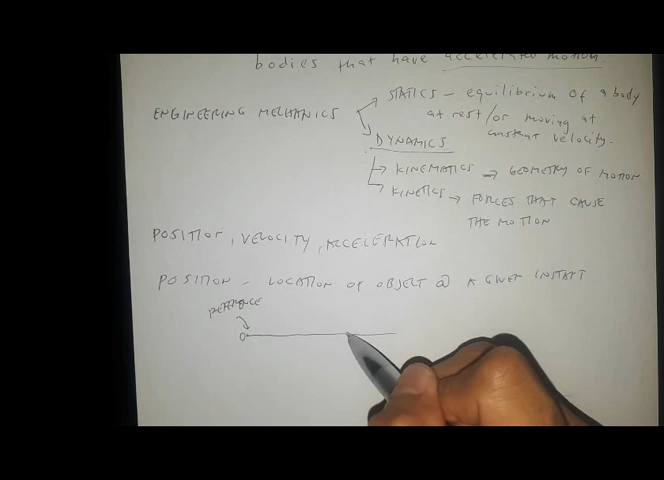 bodies that have accelerated motion.
STATICS - equilibrium of a body
ENGINEERING MECHANICS
at rest/or moving at
constant velocity.
DYNAMICS
KINEMATICS → GEOMETRY OF MOTION
KINETICS → FORCES THAT CAUSE
THE MOTION
POSITION, VELOCITY, ACCELERATION
POSITION - LOCATION OF OBJECT @ A GIVEN INSTANT
REFERENCE
O